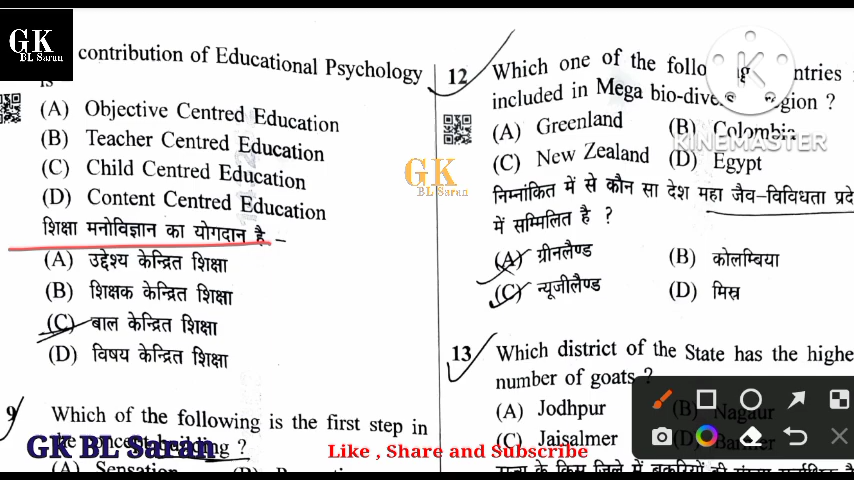 GK
BL Saran
contribution of Educational Psychology
is
(A) Objective Centred Education
(B) Teacher Centred Education
(C) Child Centred Education
(D) Content Centred Education
शिक्षा मनोविज्ञान का योगदान है –
(A) उद्देश्य केन्द्रित शिक्षा
(B) शिक्षक केन्द्रित शिक्षा
(C) बाल केन्द्रित शिक्षा
(D) विषय केन्द्रित शिक्षा
9 Which of the following is the first step in
the concept building ?
(A) Sensation (B)
GK BL Saran
GK
BL Saran
12 Which one of the
included in Mega ?
(A) Greenland (B) Colombia
(C) New Zealand (D) Egypt
निम्नांकित में से कौन सा देश महा जैव-विविधता
में सम्मिलित है ?
(A) ग्रीनलैण्ड (B) कोलम्बिया
(C) न्यूजीलैण्ड (D) मिस्र
13 Which district of the State has the
number of goats ?
(A) Jodhpur (B) Nagaur
(C) Jaisalmer (D) Barmer
K
KINEMASTER
Like , Share and Subscribe